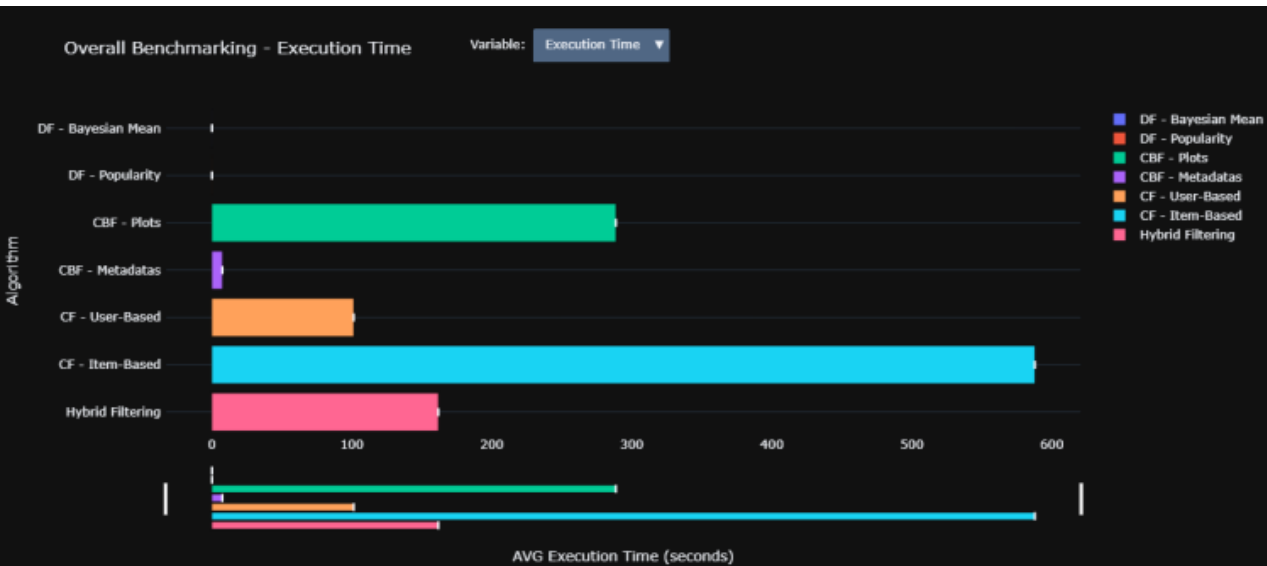 Overall Benchmarking - Execution Time
Variable:
Execution Time ▼
DF - Bayesian Mean
DF - Popularity
CBF - Plots
CBF - Metadatas
CF - User-Based
CF - Item-Based
Hybrid Filtering
Algorithm
0 100 200 300 400 500 600
AVG Execution Time (seconds)
DF - Bayesian Mean
DF - Popularity
CBF - Plots
CBF - Metadatas
CF - User-Based
CF - Item-Based
Hybrid Filtering